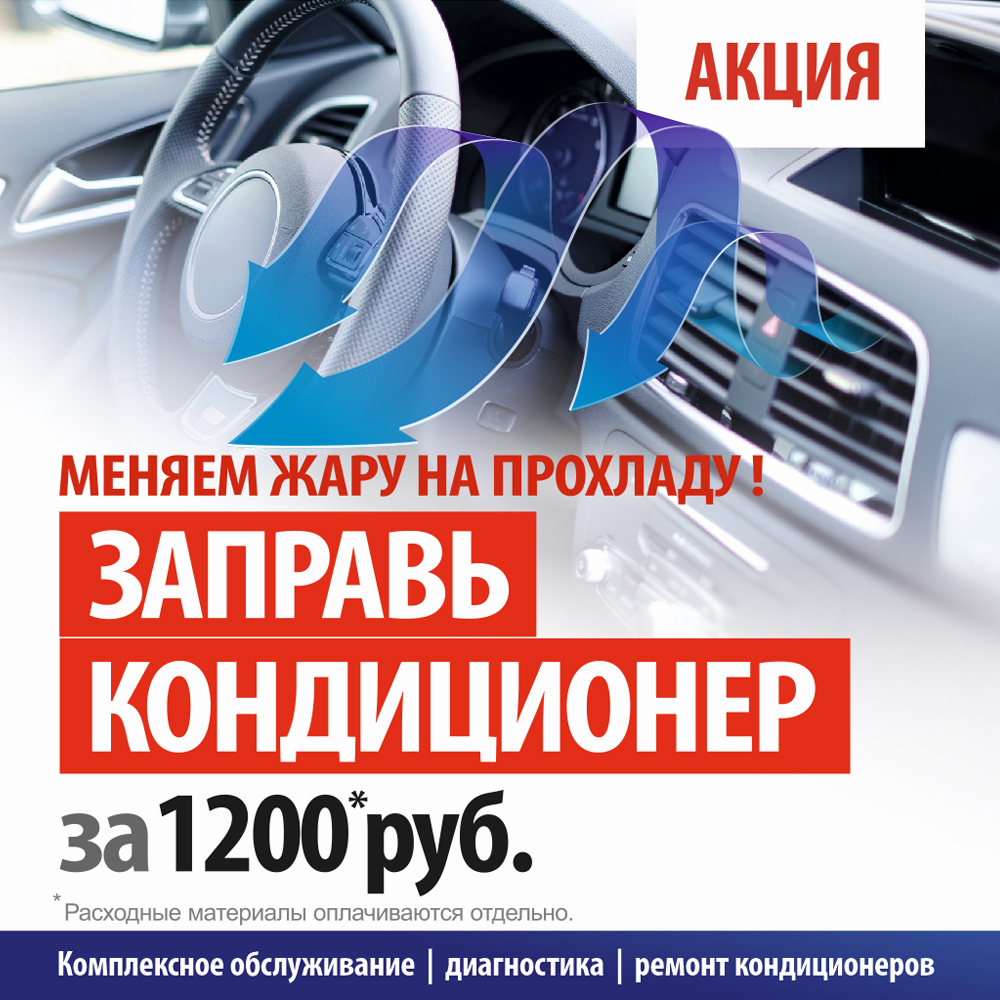 АКЦИЯ
МЕНЯЕМ ЖАРУ НА ПРОХЛАДУ !
ЗАПРАВЬ
КОНДИЦИОНЕР
за 1200* руб.
* Расходные материалы оплачиваются отдельно.
Комплексное обслуживание | диагностика | ремонт кондиционеров